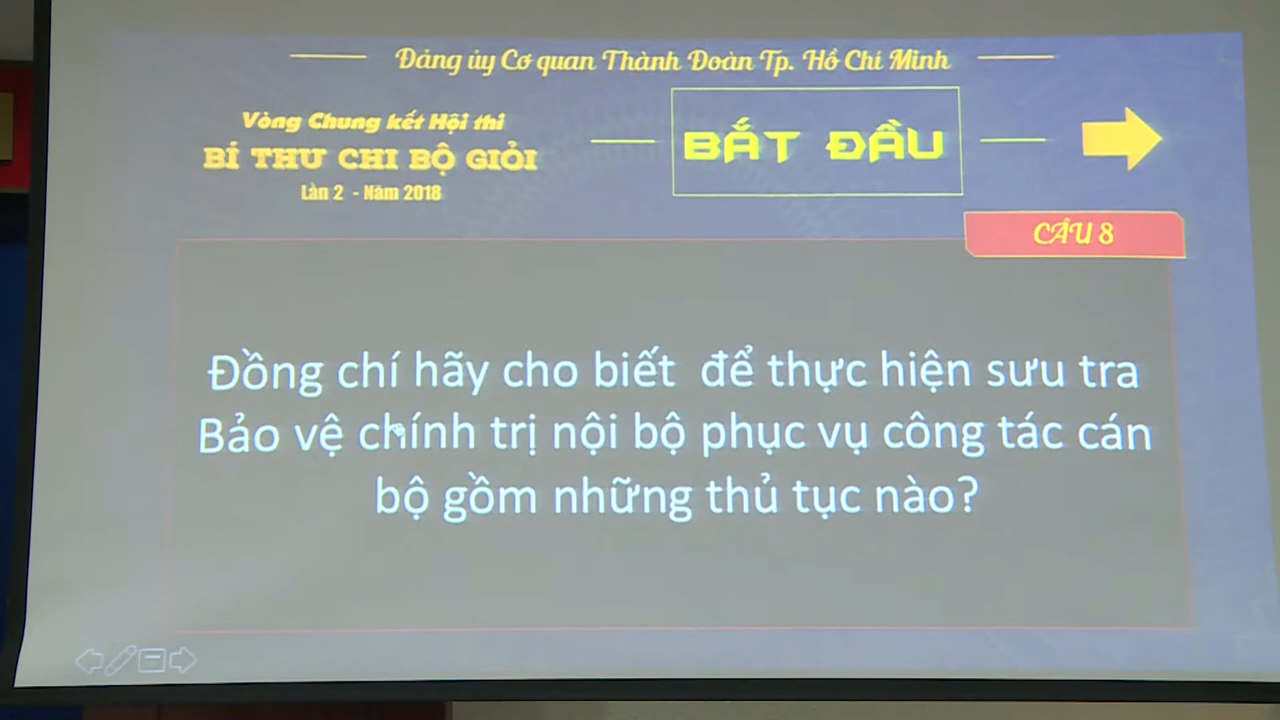 Đảng ủy Cơ quan Thành Đoàn Tp. Hồ Chí Minh
Vòng Chung kết Hội thi
BÍ THƯ CHI BỘ GIỎI
Lần 2 - Năm 2018
BẮT ĐẦU
CÂU 8
Đồng chí hãy cho biết để thực hiện sưu tra
Bảo vệ chính trị nội bộ phục vụ công tác cán
bộ gồm những thủ tục nào?